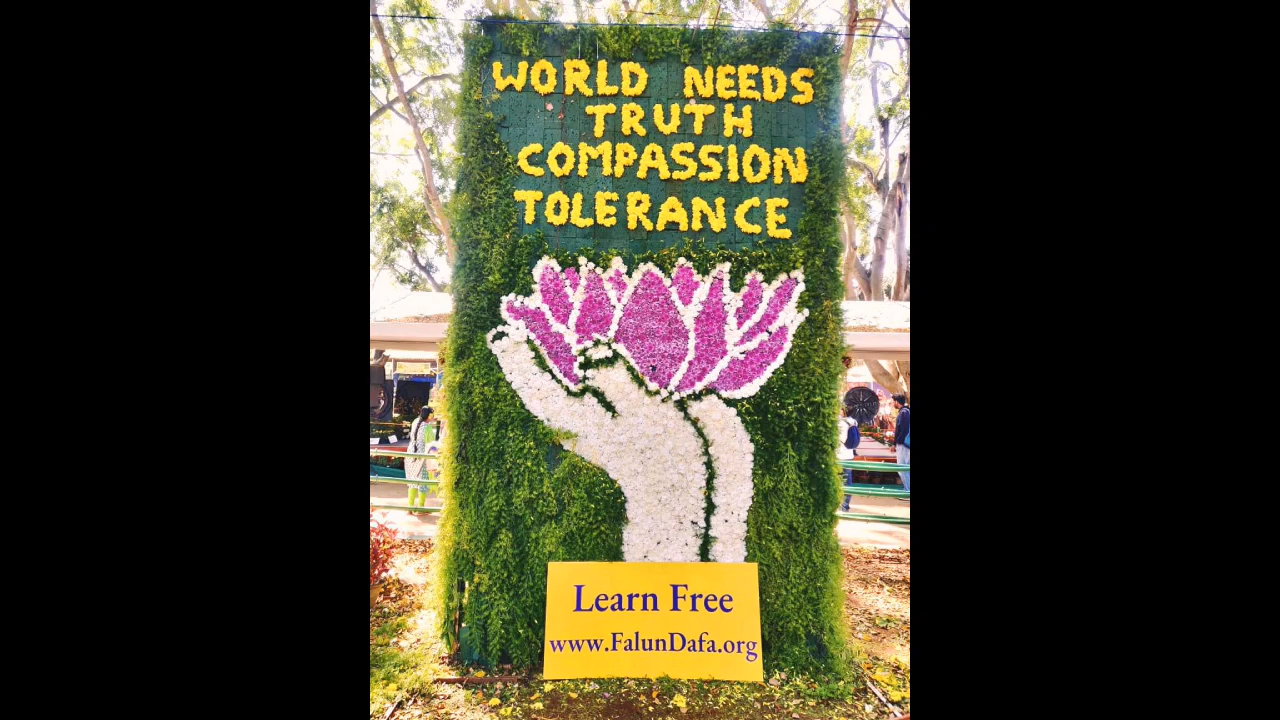 WORLD NEEDS
TRUTH
COMPASSION
TOLERANCE
Learn Free
www.FalunDafa.org